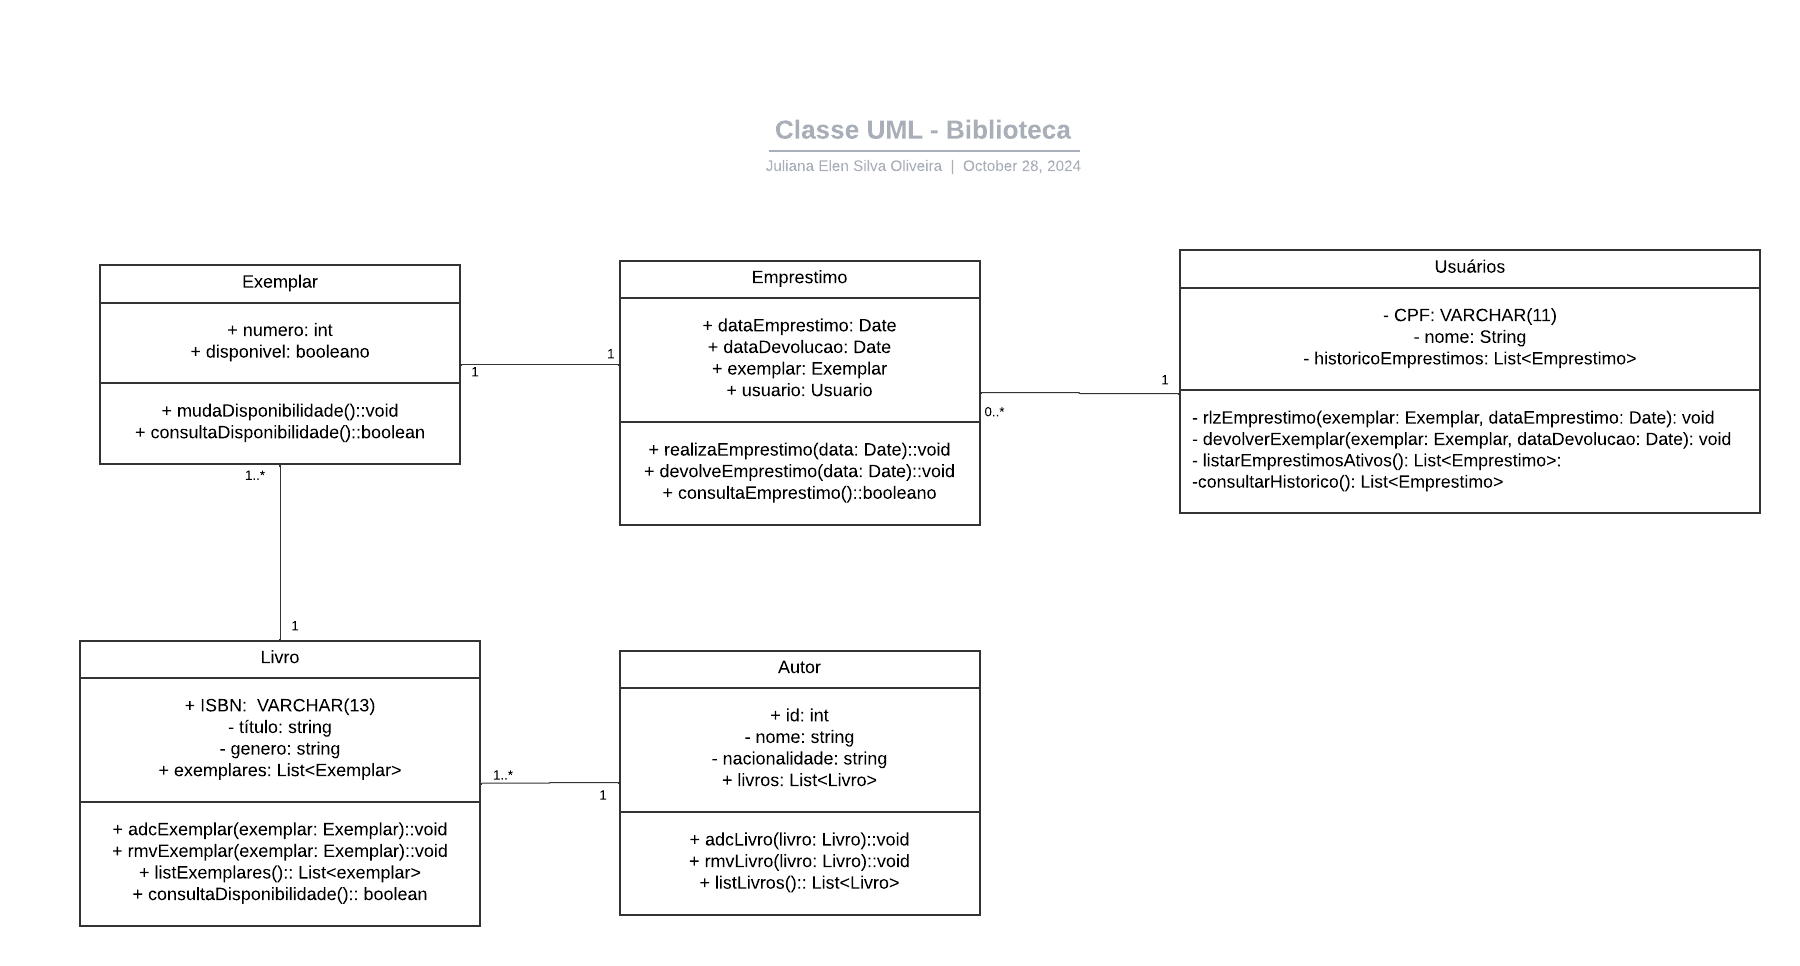 Classe UML - Biblioteca
Juliana Elen Silva Oliveira | October 28, 2024
Exemplar
+ numero: int
+ disponivel: booleano
+ mudaDisponibilidade()::void
+ consultaDisponibilidade()::boolean
1
1
Emprestimo
+ dataEmprestimo: Date
+ dataDevolucao: Date
+ exemplar: Exemplar
+ usuario: Usuario
+ realizaEmprestimo(data: Date)::void
+ devolveEmprestimo(data: Date)::void
+ consultaEmprestimo()::booleano
0..*
1
Usuários
- CPF: VARCHAR(11)
- nome: String
- historicoEmprestimos: List<Emprestimo>
- rlzEmprestimo(exemplar: Exemplar, dataEmprestimo: Date): void
- devolverExemplar(exemplar: Exemplar, dataDevolucao: Date): void
- listarEmprestimosAtivos(): List<Emprestimo>:
-consultarHistorico(): List<Emprestimo>
1..*
1
Livro
+ ISBN:  VARCHAR(13)
- título: string
- genero: string
+ exemplares: List<Exemplar>
+ adcExemplar(exemplar: Exemplar)::void
+ rmvExemplar(exemplar: Exemplar)::void
+ listExemplares():: List<exemplar>
+ consultaDisponibilidade():: boolean
1..*
1
Autor
+ id: int
- nome: string
- nacionalidade: string
+ livros: List<Livro>
+ adcLivro(livro: Livro)::void
+ rmvLivro(livro: Livro)::void
+ listLivros():: List<Livro>